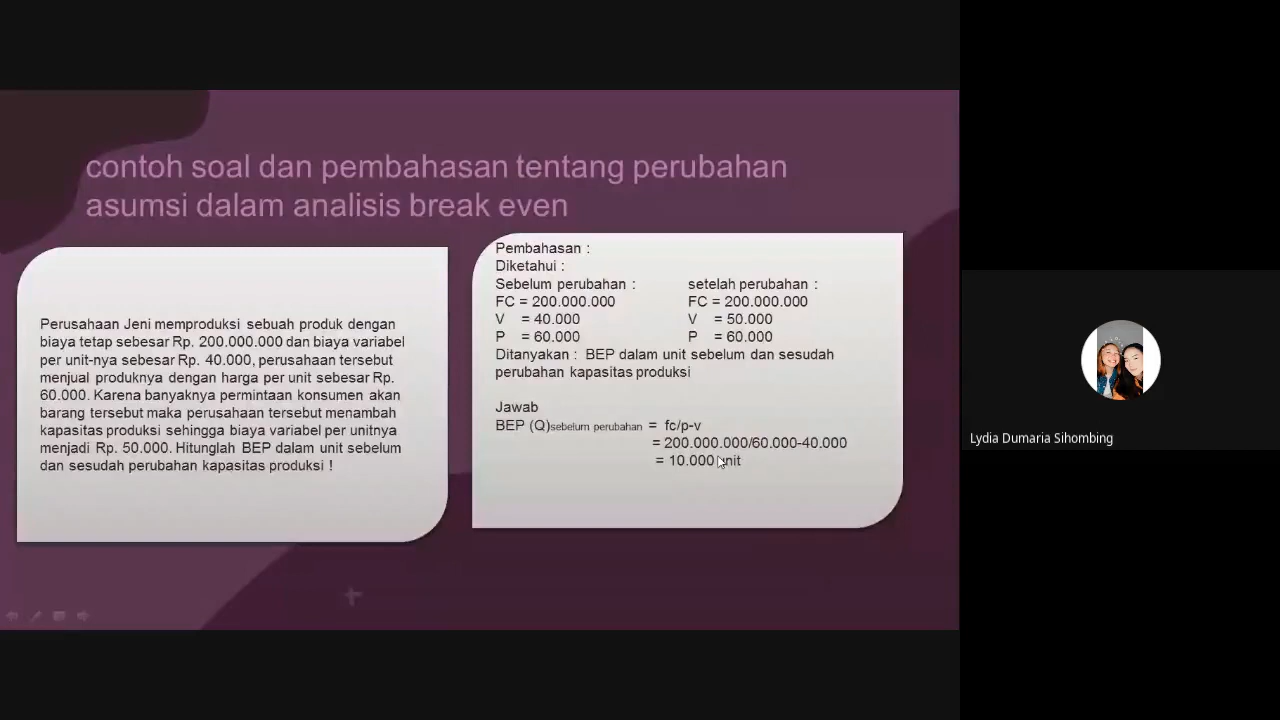 contoh soal dan pembahasan tentang perubahan
asumsi dalam analisis break even
Perusahaan Jeni memproduksi sebuah produk dengan
biaya tetap sebesar Rp. 200.000.000 dan biaya variabel
per unit-nya sebesar Rp. 40.000, perusahaan tersebut
menjual produknya dengan harga per unit sebesar Rp.
60.000. Karena banyaknya permintaan konsumen akan
barang tersebut maka perusahaan tersebut menambah
kapasitas produksi sehingga biaya variabel per unitnya
menjadi Rp. 50.000. Hitunglah BEP dalam unit sebelum
dan sesudah perubahan kapasitas produksi !
Pembahasan :
Diketahui :
Sebelum perubahan : setelah perubahan :
FC = 200.000.000 FC = 200.000.000
V = 40.000 V = 50.000
P = 60.000 P = 60.000
Ditanyakan : BEP dalam unit sebelum dan sesudah
perubahan kapasitas produksi
Jawab
BEP (Q)sebelum perubahan = fc/p-v
= 200.000.000/60.000-40.000
= 10.000 unit
Lydia Dumaria Sihombing